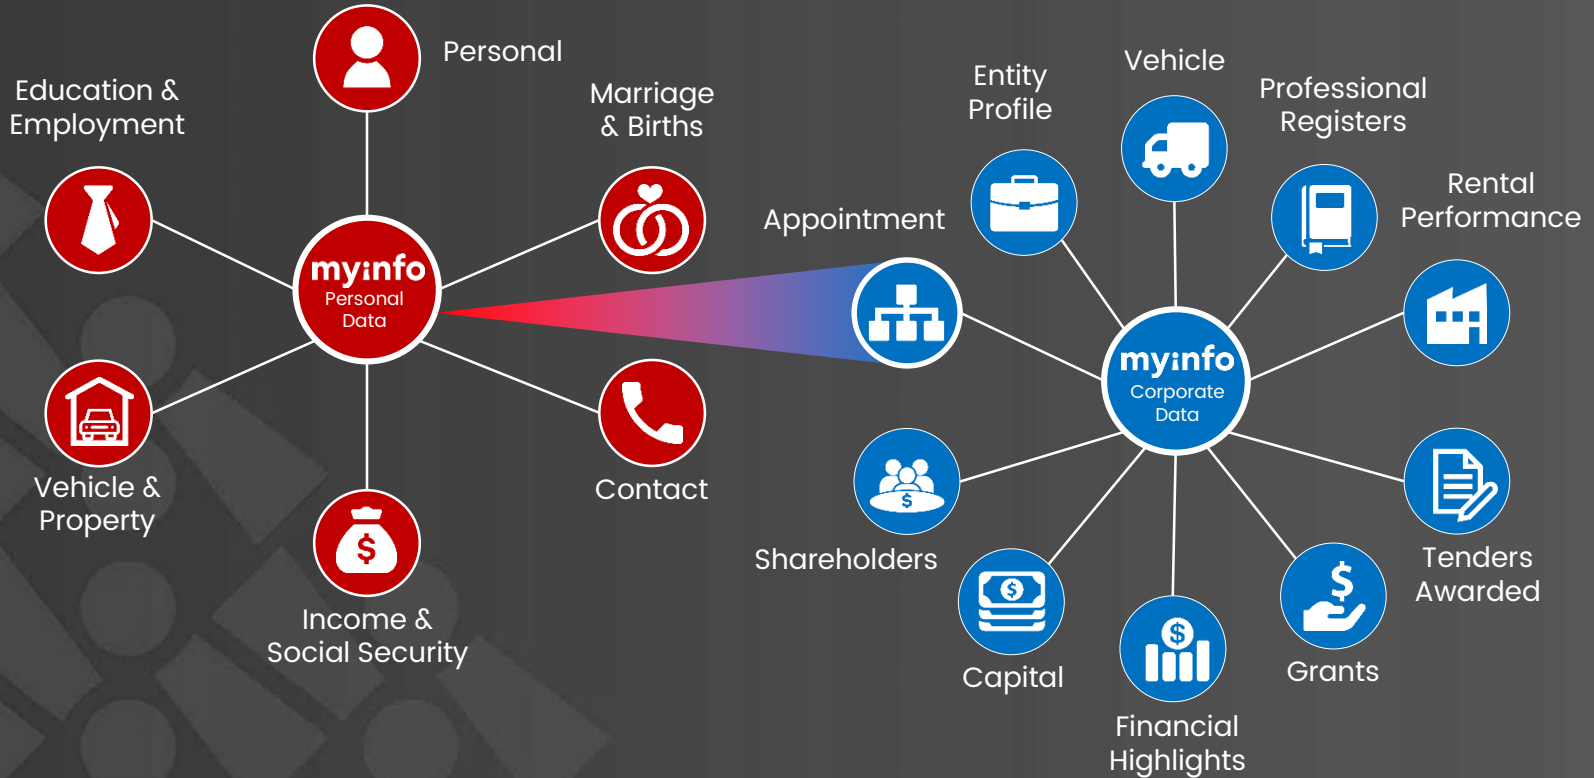 Personal
Education &
Employment
Marriage
& Births
myinfo
Personal
Data
Vehicle &
Property
Contact
$
Income &
Social Security
Entity
Profile
Vehicle
Professional
Registers
Rental
Performance
Appointment
myinfo
Corporate
Data
$
Shareholders
$
Capital
$
Financial
Highlights
$
Grants
Tenders
Awarded